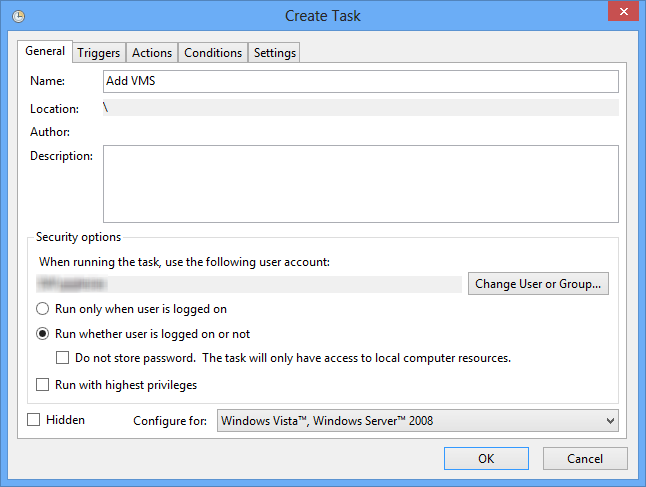 Create Task
General Triggers Actions Conditions Settings
Name: Add VMS
Location: \
Author:
Description:
Security options
When running the task, use the following user account:
Change User or Group...
Run only when user is logged on
Run whether user is logged on or not
Do not store password. The task will only have access to local computer resources.
Run with highest privileges
Hidden Configure for: Windows Vista™, Windows Server™ 2008
OK Cancel